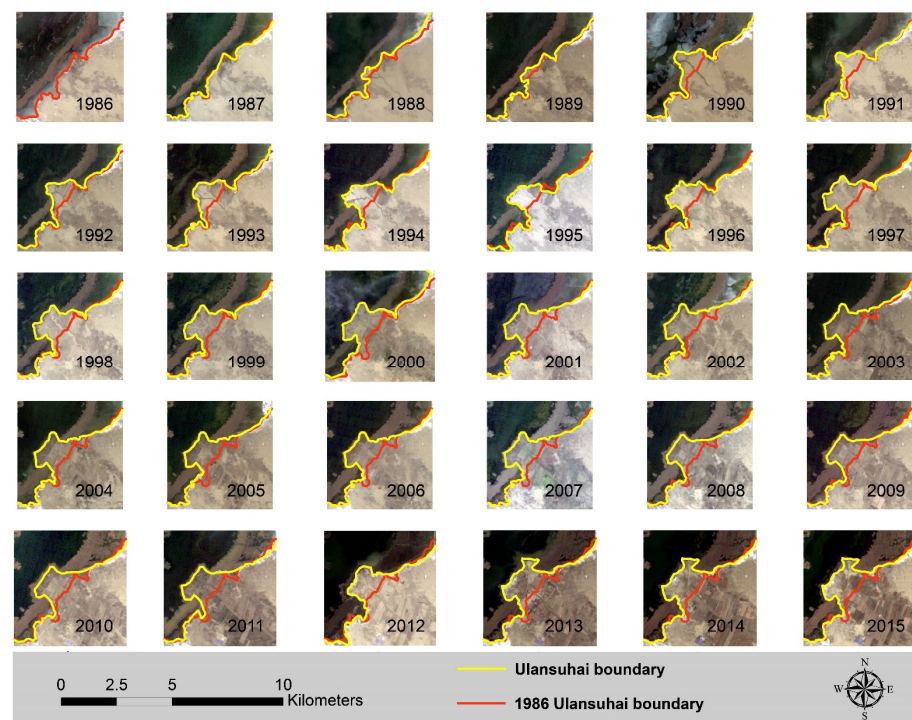 1986 1987 1988 1989 1990 1991
1992 1993 1994 1995 1996 1997
1998 1999 2000 2001 2002 2003
2004 2005 2006 2007 2008 2009
2010 2011 2012 2013 2014 2015
Ulansuhai boundary
0 2.5 5 10
Kilometers
1986 Ulansuhai boundary
N
W E
S